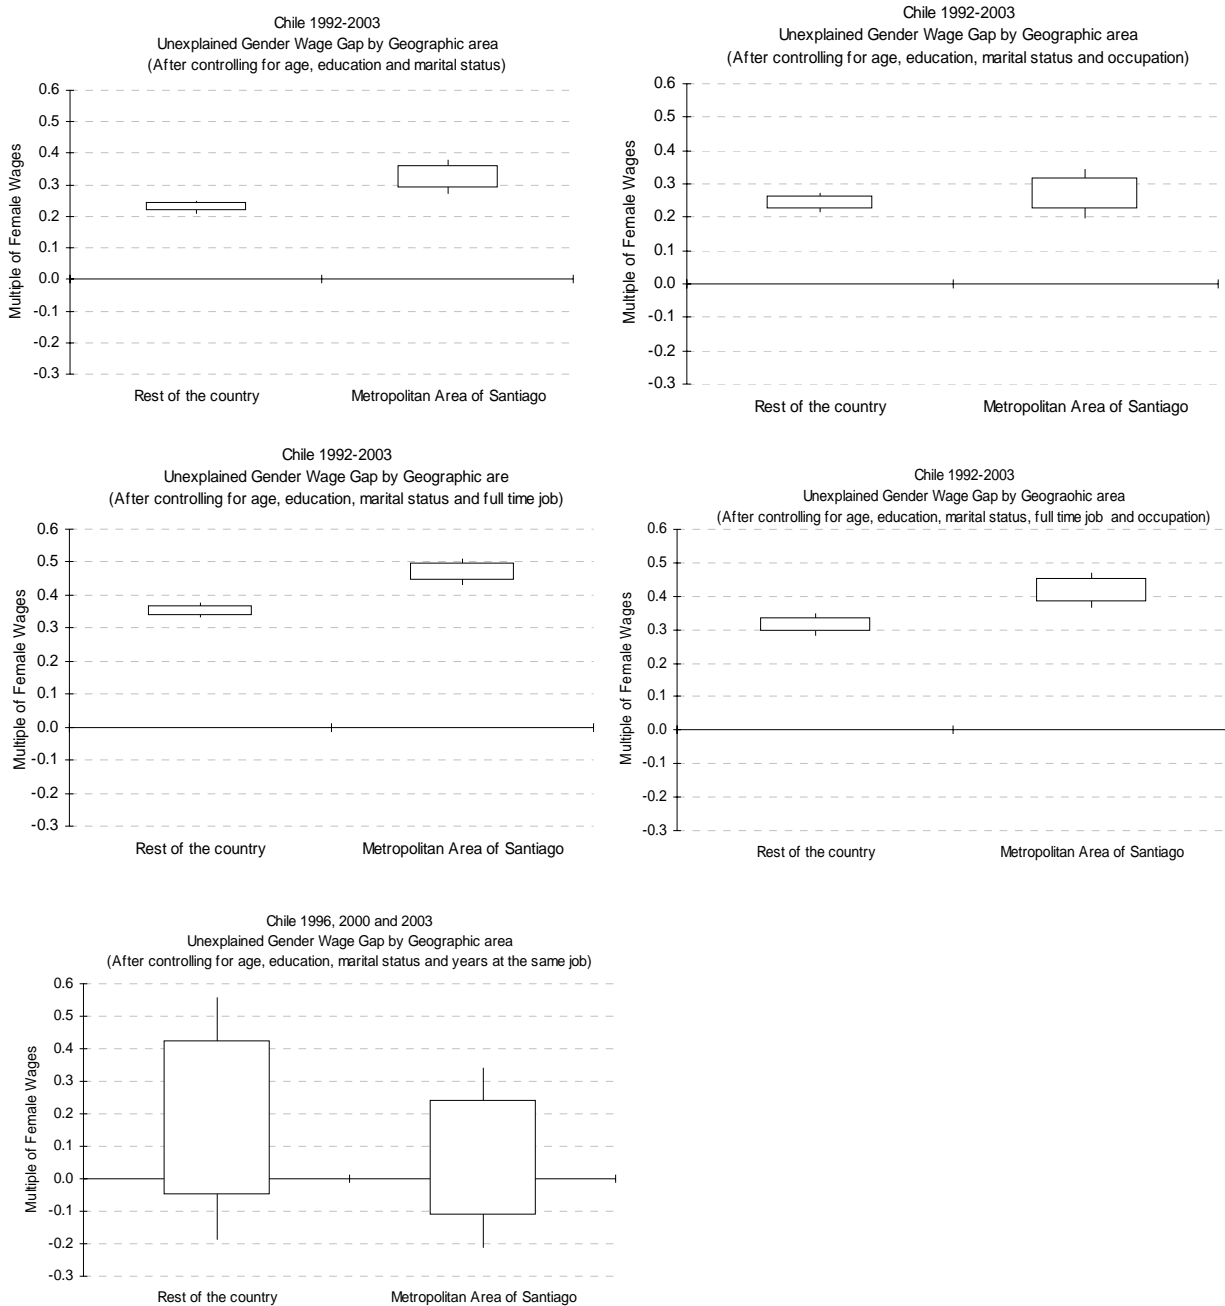 Chile 1992-2003
Unexplained Gender Wage Gap by Geographic area
(After controlling for age, education and marital status)
Multiple of Female Wages
0.6
0.5
0.4
0.3
0.2
0.1
0.0
-0.1
-0.2
-0.3
Rest of the country
Metropolitan Area of Santiago
Chile 1992-2003
Unexplained Gender Wage Gap by Geographic area
(After controlling for age, education, marital status and occupation)
Multiple of Female Wages
0.6
0.5
0.4
0.3
0.2
0.1
0.0
-0.1
-0.2
-0.3
Rest of the country
Metropolitan Area of Santiago
Chile 1992-2003
Unexplained Gender Wage Gap by Geographic are
(After controlling for age, education, marital status and full time job)
Multiple of Female Wages
0.6
0.5
0.4
0.3
0.2
0.1
0.0
-0.1
-0.2
-0.3
Rest of the country
Metropolitan Area of Santiago
Chile 1992-2003
Unexplained Gender Wage Gap by Geograohic area
(After controlling for age, education, marital status, full time job and occupation)
Multiple of Female Wages
0.6
0.5
0.4
0.3
0.2
0.1
0.0
-0.1
-0.2
-0.3
Rest of the country
Metropolitan Area of Santiago
Chile 1996, 2000 and 2003
Unexplained Gender Wage Gap by Geographic area
(After controlling for age, education, marital status and years at the same job)
Multiple of Female Wages
0.6
0.5
0.4
0.3
0.2
0.1
0.0
-0.1
-0.2
-0.3
Rest of the country
Metropolitan Area of Santiago